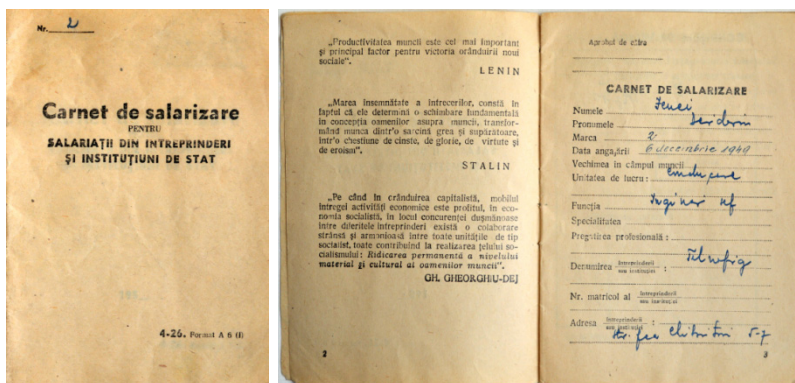 Nr. 2
Carnet de salarizare
PENTRU
SALARIAȚII DIN INTREPRINDERI
ȘI INSTITUȚIUNI DE STAT
4-26. Format A 6 (I)
„Productivitatea muncii este cel mai important
și principal factor pentru victoria orânduirii noui
sociale”.
LENIN
„Marea însemnătate a întrecerilor, constă în
faptul că ele determină o schimbare fundamentală
în concepția oamenilor asupra muncii, transfor-
mând munca dintr'o sarcină grea și supărătoare,
într'o chestiune de cinste, de glorie, de virtute și
de eroism”.
STALIN
„Pe când în orânduirea capitalistă, mobilul
întregei activități economice este profitul, în eco-
nomia socialistă, în locul concurenței dușmănoase
între diferitele întreprinderi există o colaborare
strânsă și armonioasă între toate unitățile de tip
socialist, toate contribuind la realizarea țelului so-
cialismului: Ridicarea permanentă a nivelului
material și cultural al oamenilor muncii”.
GH. GHEORGHIU-DEJ
2
Aprobat de către
CARNET DE SALARIZARE
Numele
Pronumele
Marca 2
Data angajării 6 decembrie 1949
Vechimea în câmpul muncii
Unitatea de lucru: conducere
Funcția Inginer șef
Specialitatea
Pregătirea profesională:
Denumirea întreprinderii
sau instituției :
Nr. matricol al întreprinderii
sau instituției
Adresa întreprinderii
sau instituției :
Str. 5-7
3